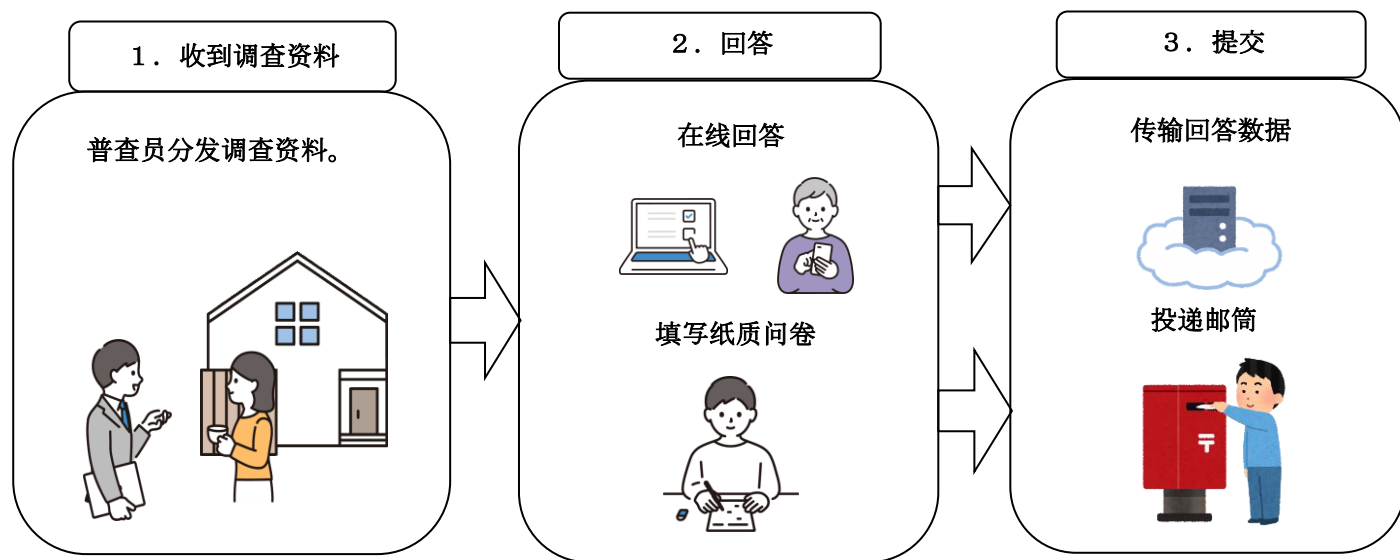 1. 收到调查资料
普查员分发调查资料。
2. 回答
在线回答
填写纸质问卷
3. 提交
传输回答数据
投递邮筒